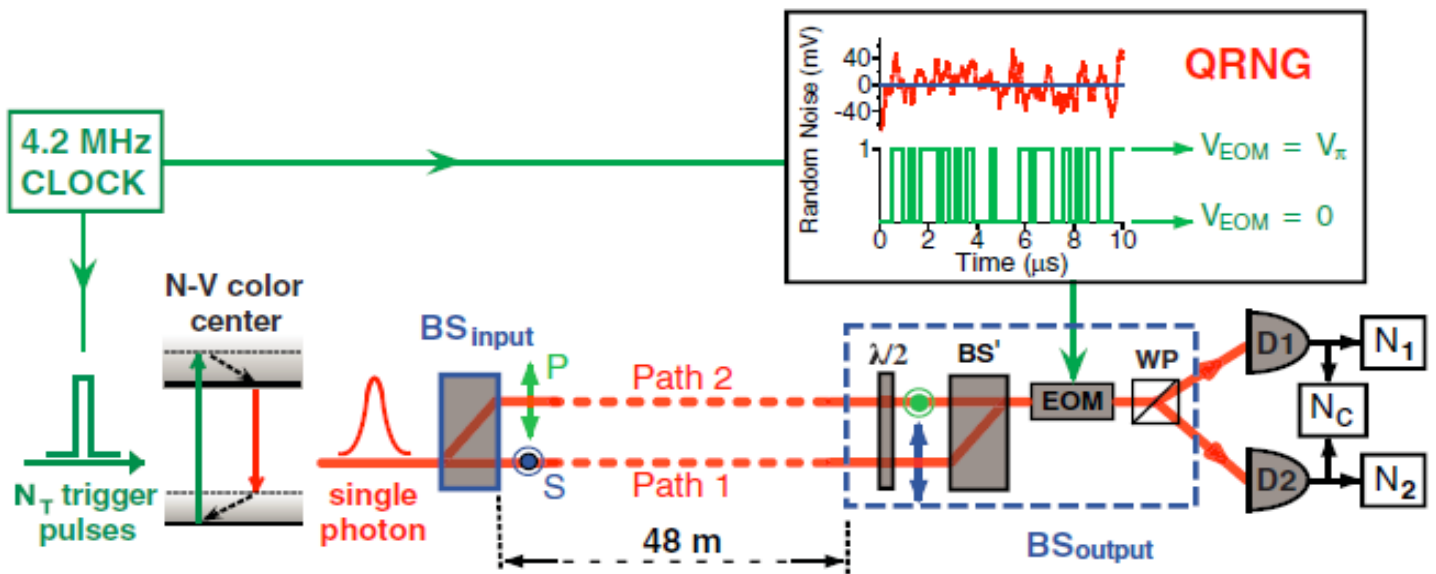 QRNG
Random Noise (mV)
40
0
-40
Random Number
1
0
0 2 4 6 8 10
Time (μs)
V_EOM = V_π
V_EOM = 0
4.2 MHz
CLOCK
N-V color
center
N_T trigger
pulses
single
photon
BS_input
P
S
Path 2
Path 1
48 m
λ/2
BS'
EOM
WP
BS_output
D1
D2
N_1
N_C
N_2